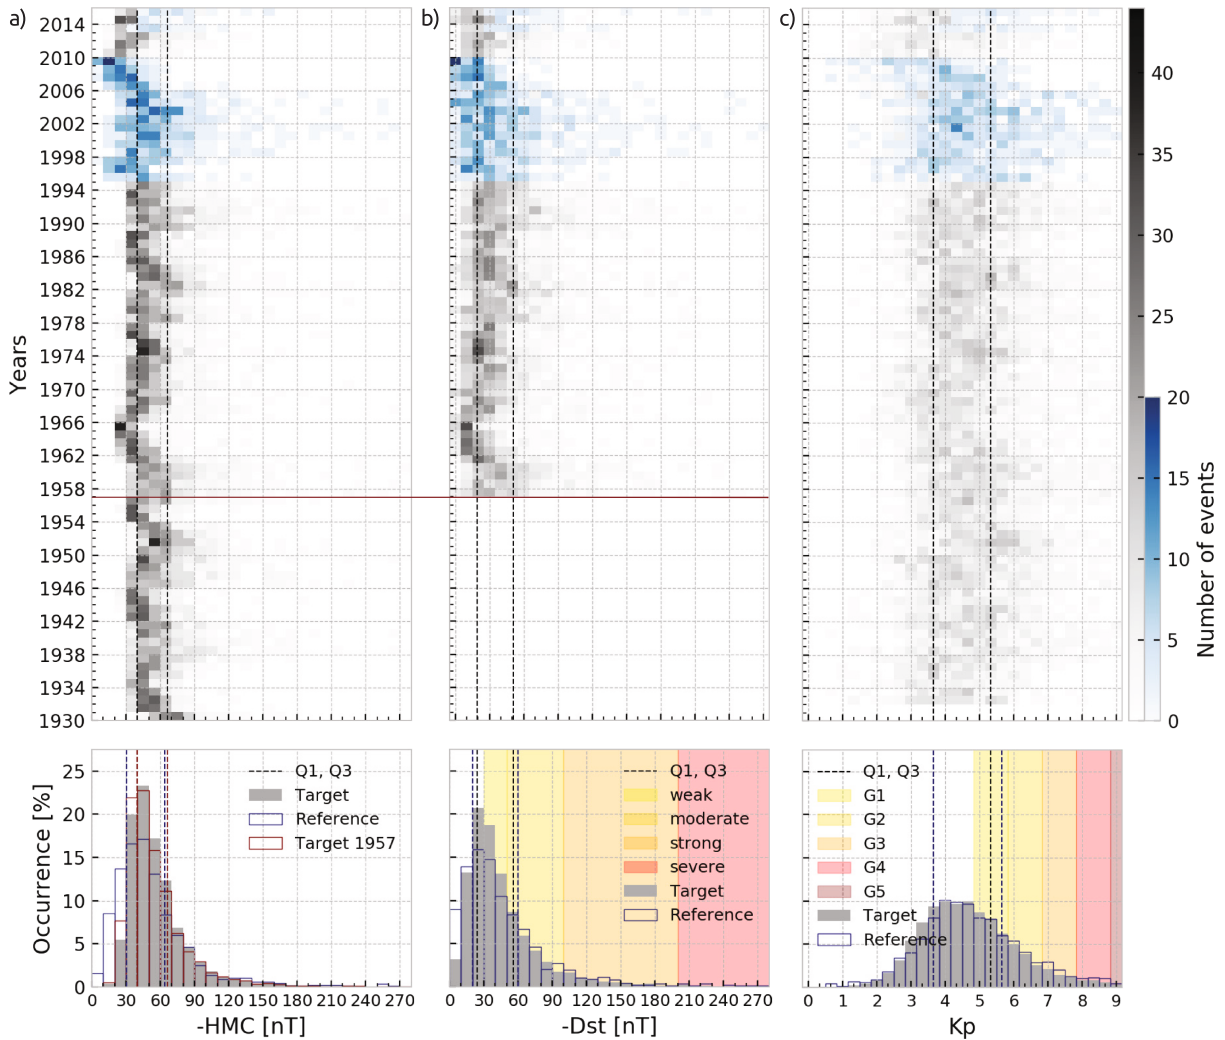 a)
b)
c)
Years
2014
2010
2006
2002
1998
1994
1990
1986
1982
1978
1974
1970
1966
1962
1958
1954
1950
1946
1942
1938
1934
1930
40
35
30
25
20
15
10
5
0
Number of events
Occurrence [%]
25
20
15
10
5
0
Q1, Q3
Target
Reference
Target 1957
0 30 60 90 120 150 180 210 240 270
-HMC [nT]
Q1, Q3
weak
moderate
strong
severe
Target
Reference
0 30 60 90 120 150 180 210 240 270
-Dst [nT]
Q1, Q3
G1
G2
G3
G4
G5
Target
Reference
0 1 2 3 4 5 6 7 8 9
Kp